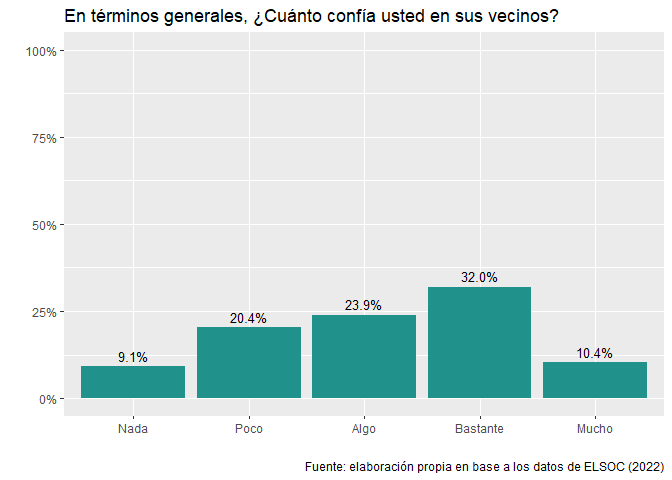 En términos generales, ¿Cuánto confía usted en sus vecinos?
100%
75%
50%
25%
0%
9.1%
20.4%
23.9%
32.0%
10.4%
Nada
Poco
Algo
Bastante
Mucho
Fuente: elaboración propia en base a los datos de ELSOC (2022)